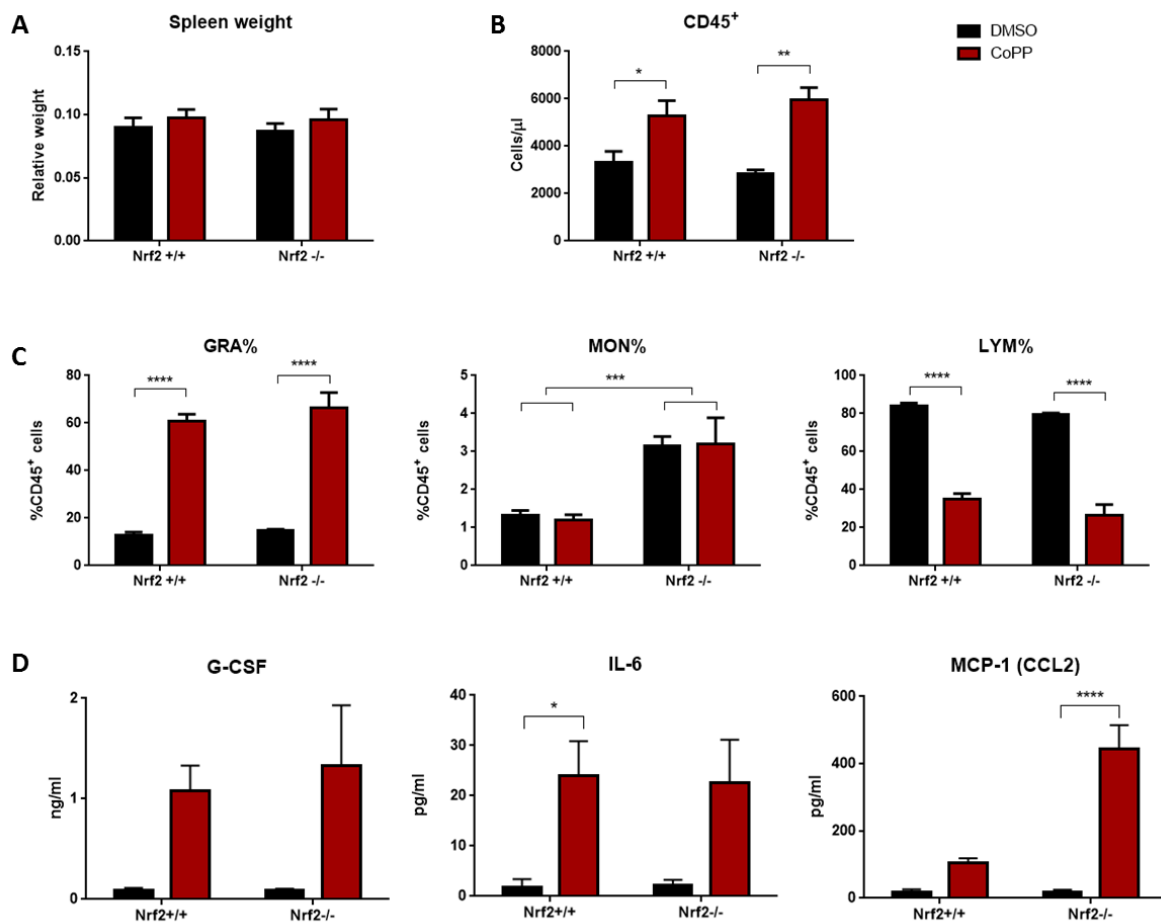 A
Spleen weight
Relative weight
0.15
0.10
0.05
0.00
Nrf2 +/+
Nrf2 -/-
B
CD45+
Cells/µl
8000
6000
4000
2000
0
*
**
Nrf2 +/+
Nrf2 -/-
DMSO
CoPP
C
GRA%
%CD45+ cells
80
60
40
20
0
****
****
Nrf2 +/+
Nrf2 -/-
MON%
%CD45+ cells
5
4
3
2
1
0
***
Nrf2 +/+
Nrf2 -/-
LYM%
%CD45+ cells
100
80
60
40
20
0
****
****
Nrf2 +/+
Nrf2 -/-
D
G-CSF
ng/ml
2
1
0
Nrf2+/+
Nrf2-/-
IL-6
pg/ml
40
30
20
10
0
*
Nrf2+/+
Nrf2-/-
MCP-1 (CCL2)
pg/ml
600
400
200
0
****
Nrf2+/+
Nrf2-/-